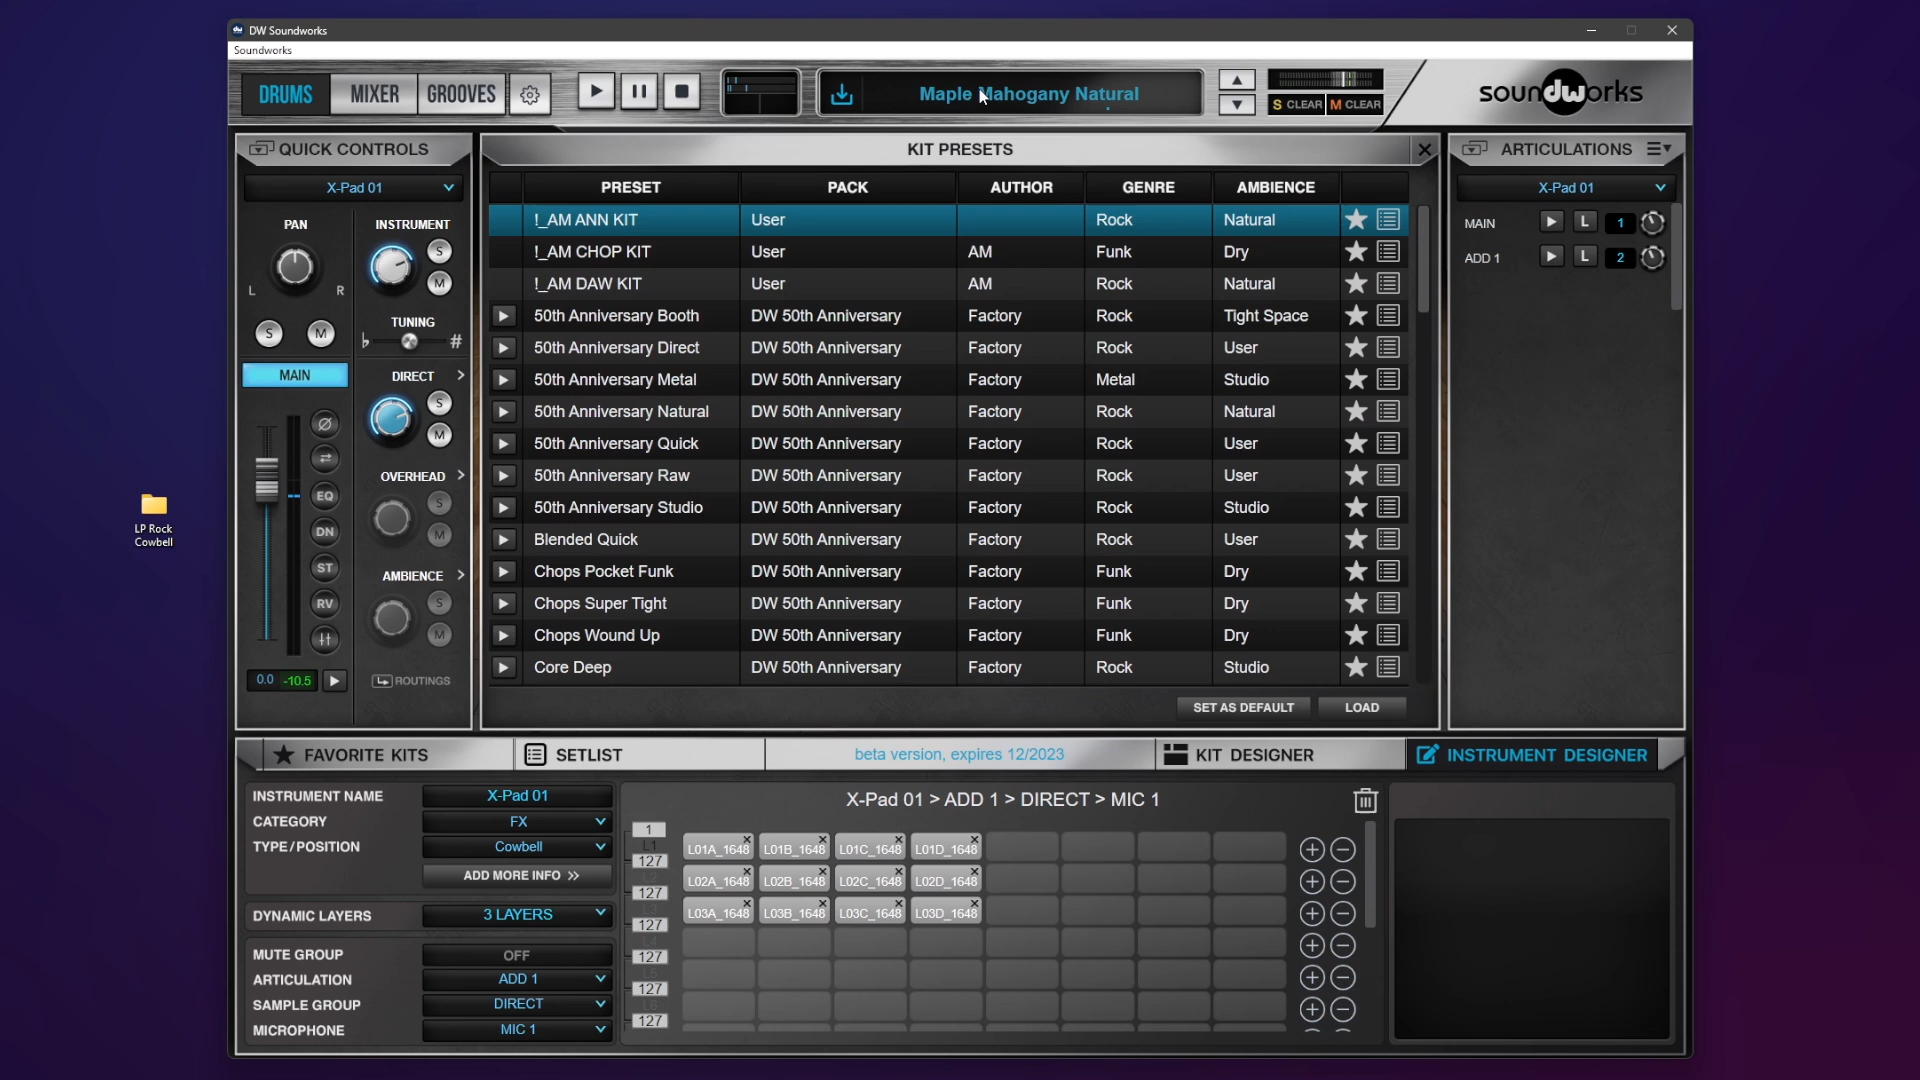 DW Soundworks
Soundworks
DRUMS MIXER GROOVES
Maple Mahogany Natural
S CLEAR M CLEAR
soundworks
QUICK CONTROLS
X-Pad 01
PAN INSTRUMENT
S
M
L R
TUNING
S M
♭ #
MAIN
DIRECT >
S
M
OVERHEAD >
EQ
S
DN
M
ST
AMBIENCE >
RV
S
M
0.0 -10.5
ROUTINGS
KIT PRESETS
PRESET PACK AUTHOR GENRE AMBIENCE
!_AM ANN KIT User Rock Natural
!_AM CHOP KIT User AM Funk Dry
!_AM DAW KIT User AM Rock Natural
50th Anniversary Booth DW 50th Anniversary Factory Rock Tight Space
50th Anniversary Direct DW 50th Anniversary Factory Rock User
50th Anniversary Metal DW 50th Anniversary Factory Metal Studio
50th Anniversary Natural DW 50th Anniversary Factory Rock Natural
50th Anniversary Quick DW 50th Anniversary Factory Rock User
50th Anniversary Raw DW 50th Anniversary Factory Rock User
50th Anniversary Studio DW 50th Anniversary Factory Rock Studio
Blended Quick DW 50th Anniversary Factory Rock User
Chops Pocket Funk DW 50th Anniversary Factory Funk Dry
Chops Super Tight DW 50th Anniversary Factory Funk Dry
Chops Wound Up DW 50th Anniversary Factory Funk Dry
Core Deep DW 50th Anniversary Factory Rock Studio
SET AS DEFAULT LOAD
ARTICULATIONS
X-Pad 01
MAIN L 1
ADD 1 L 2
LP Rock
Cowbell
FAVORITE KITS SETLIST beta version, expires 12/2023 KIT DESIGNER INSTRUMENT DESIGNER
INSTRUMENT NAME X-Pad 01
CATEGORY FX
TYPE/POSITION Cowbell
ADD MORE INFO >>
DYNAMIC LAYERS 3 LAYERS
MUTE GROUP OFF
ARTICULATION ADD 1
SAMPLE GROUP DIRECT
MICROPHONE MIC 1
X-Pad 01 > ADD 1 > DIRECT > MIC 1
1
L1 L01A_1648 L01B_1648 L01C_1648 L01D_1648
127
L2 L02A_1648 L02B_1648 L02C_1648 L02D_1648
127
L3 L03A_1648 L03B_1648 L03C_1648 L03D_1648
127
L4
127
L5
127
L6
127